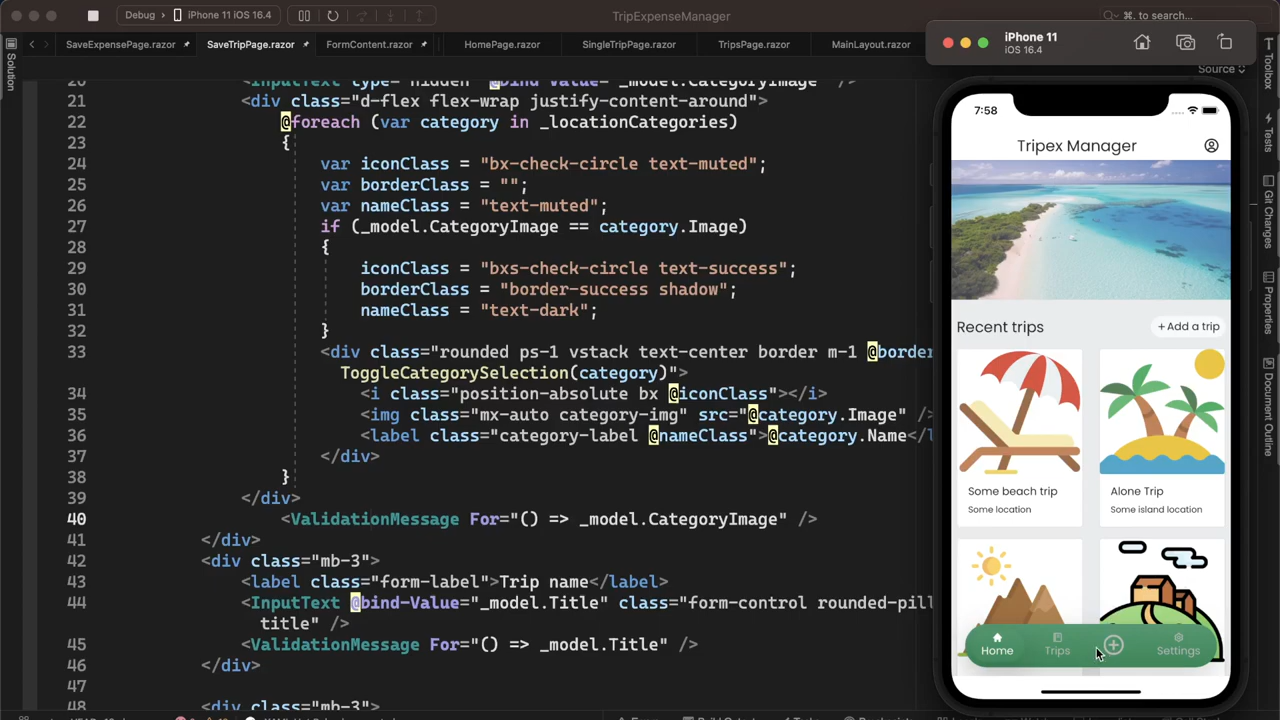 Debug › iPhone 11 iOS 16.4
TripExpenseManager
⌘. to search...
Solution
SaveExpensePage.razor
SaveTripPage.razor
FormContent.razor
HomePage.razor
SingleTripPage.razor
TripsPage.razor
MainLayout.razor
Source
21 <div class="d-flex flex-wrap justify-content-around">
22 @foreach (var category in _locationCategories)
23 {
24 var iconClass = "bx-check-circle text-muted";
25 var borderClass = "";
26 var nameClass = "text-muted";
27 if (_model.CategoryImage == category.Image)
28 {
29 iconClass = "bxs-check-circle text-success";
30 borderClass = "border-success shadow";
31 nameClass = "text-dark";
32 }
33 <div class="rounded ps-1 vstack text-center border m-1 @border
ToggleCategorySelection(category)">
34 <i class="position-absolute bx @iconClass"></i>
35 <img class="mx-auto category-img" src="@category.Image" />
36 <label class="category-label @nameClass">@category.Name</l
37 </div>
38 }
39 </div>
40 <ValidationMessage For="() => _model.CategoryImage" />
41 </div>
42 <div class="mb-3">
43 <label class="form-label">Trip name</label>
44 <InputText @bind-Value="_model.Title" class="form-control rounded-pill
title" />
45 <ValidationMessage For="() => _model.Title" />
46 </div>
47
48
iPhone 11
iOS 16.4
7:58
Tripex Manager
Recent trips
+ Add a trip
Some beach trip
Some location
Alone Trip
Some island location
Home
Trips
Settings
Toolbox
Tests
Git Changes
Properties
Document Outline